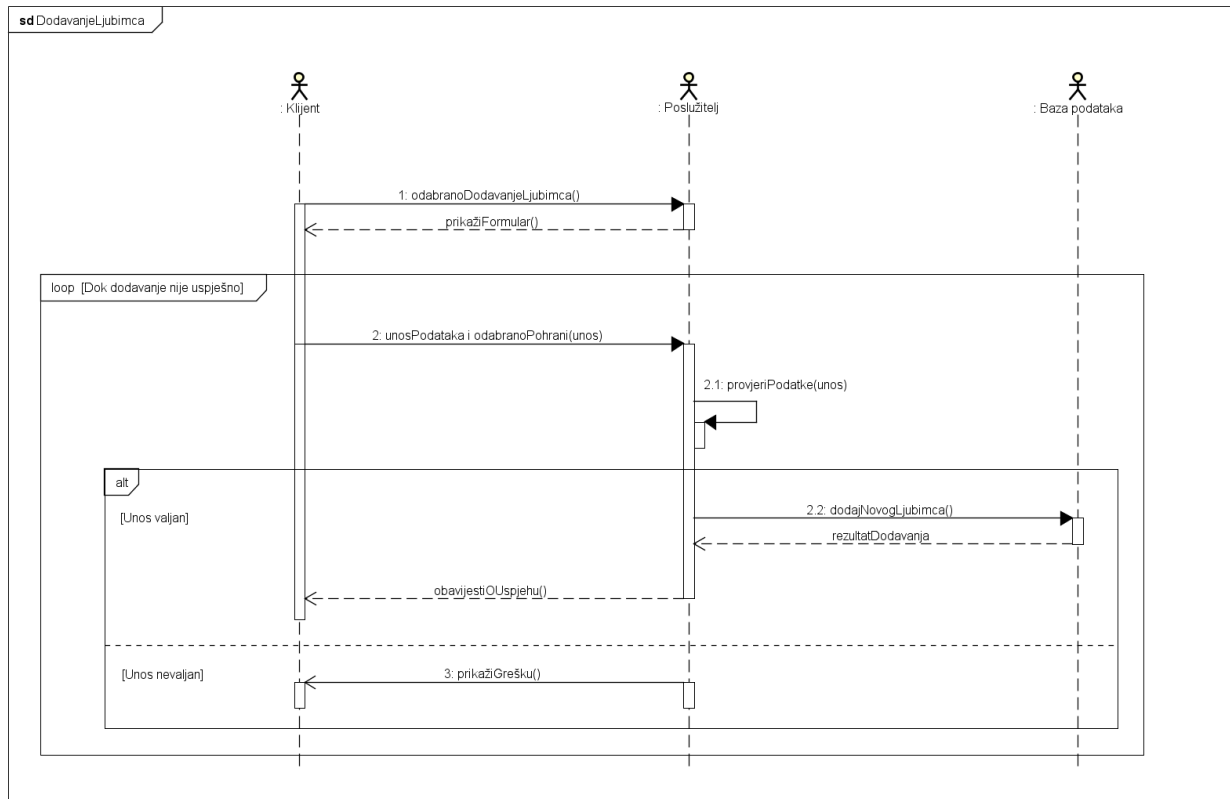 sd DodavanjeLjubimca
: Klijent
: Poslužitelj
: Baza podataka
1: odabranoDodavanjeLjubimca()
prikažiFormular()
loop [Dok dodavanje nije uspješno]
2: unosPodataka i odabranoPohrani(unos)
2.1: provjeriPodatke(unos)
alt
[Unos valjan]
2.2: dodajNovogLjubimca()
rezultatDodavanja
obavijestiOUspjehu()
[Unos nevaljan]
3: prikažiGrešku()